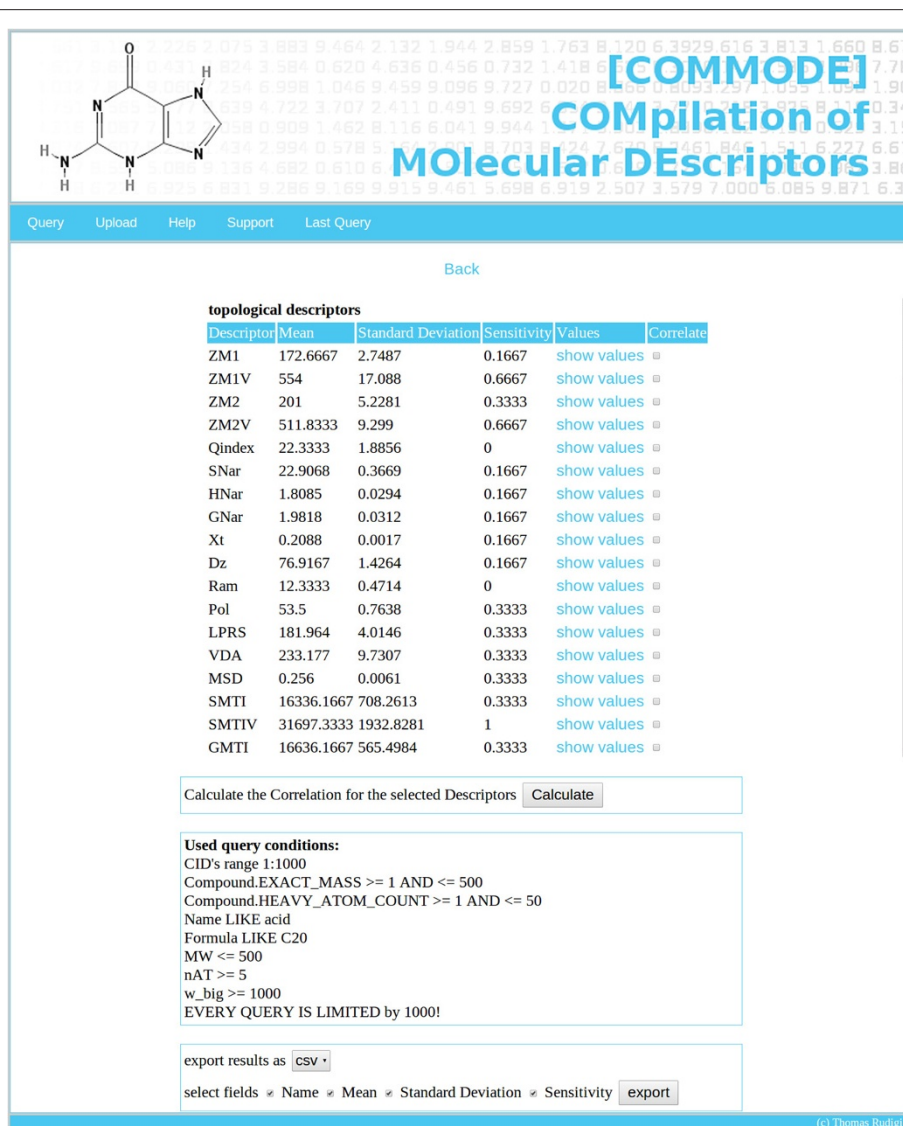 [COMMODE]
COMpilation of
MOlecular DEscriptors
O
H
N
N
H
N
N
N
H
H
Query Upload Help Support Last Query
Back
topological descriptors
Descriptor Mean Standard Deviation Sensitivity Values Correlate
ZM1 172.6667 2.7487 0.1667 show values
ZM1V 554 17.088 0.6667 show values
ZM2 201 5.2281 0.3333 show values
ZM2V 511.8333 9.299 0.6667 show values
Qindex 22.3333 1.8856 0 show values
SNar 22.9068 0.3669 0.1667 show values
HNar 1.8085 0.0294 0.1667 show values
GNar 1.9818 0.0312 0.1667 show values
Xt 0.2088 0.0017 0.1667 show values
Dz 76.9167 1.4264 0.1667 show values
Ram 12.3333 0.4714 0 show values
Pol 53.5 0.7638 0.3333 show values
LPRS 181.964 4.0146 0.3333 show values
VDA 233.177 9.7307 0.3333 show values
MSD 0.256 0.0061 0.3333 show values
SMTI 16336.1667 708.2613 0.3333 show values
SMTIV 31697.3333 1932.8281 1 show values
GMTI 16636.1667 565.4984 0.3333 show values
Calculate the Correlation for the selected Descriptors Calculate
Used query conditions:
CID's range 1:1000
Compound.EXACT_MASS >= 1 AND <= 500
Compound.HEAVY_ATOM_COUNT >= 1 AND <= 50
Name LIKE acid
Formula LIKE C20
MW <= 500
nAT >= 5
w_big >= 1000
EVERY QUERY IS LIMITED by 1000!
export results as csv
select fields Name Mean Standard Deviation Sensitivity export
(c) Thomas Rudigi